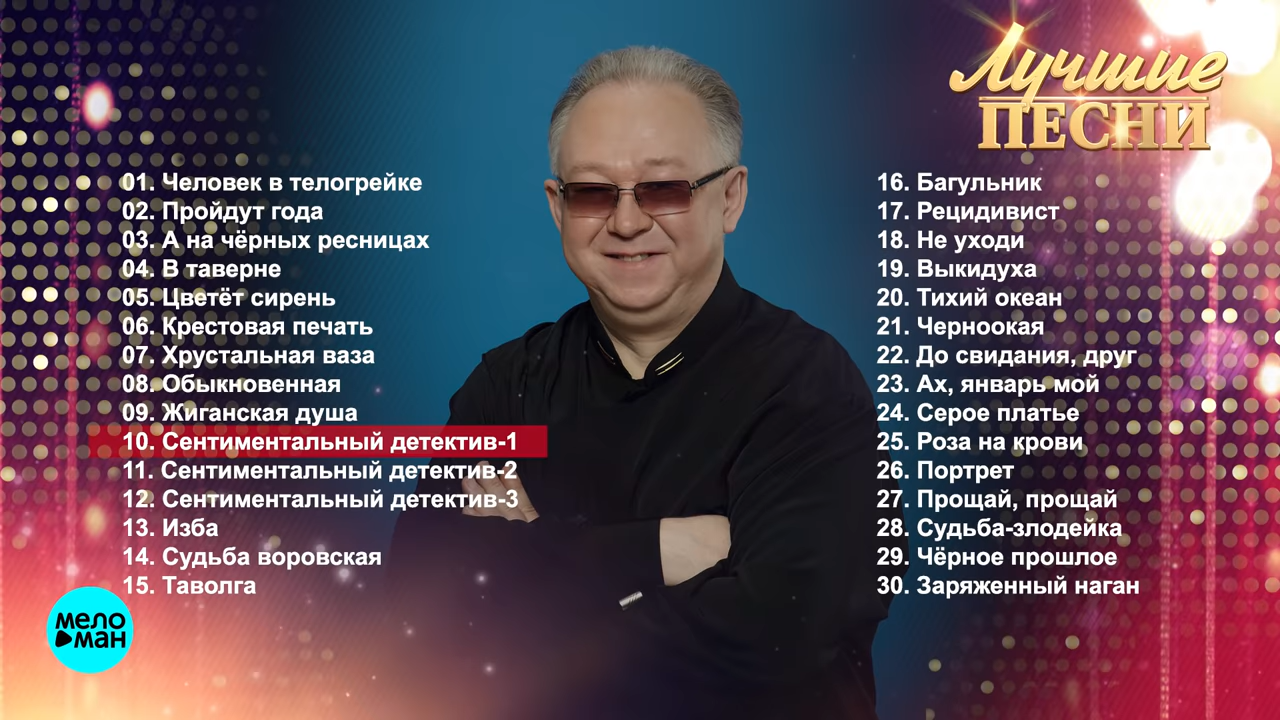 Лучшие
ПЕСНИ
01. Человек в телогрейке
02. Пройдут года
03. А на чёрных ресницах
04. В таверне
05. Цветёт сирень
06. Крестовая печать
07. Хрустальная ваза
08. Обыкновенная
09. Жиганская душа
10. Сентиментальный детектив-1
11. Сентиментальный детектив-2
12. Сентиментальный детектив-3
13. Изба
14. Судьба воровская
15. Таволга
16. Багульник
17. Рецидивист
18. Не уходи
19. Выкидуха
20. Тихий океан
21. Черноокая
22. До свидания, друг
23. Ах, январь мой
24. Серое платье
25. Роза на крови
26. Портрет
27. Прощай, прощай
28. Судьба-злодейка
29. Чёрное прошлое
30. Заряженный наган
мело
ман